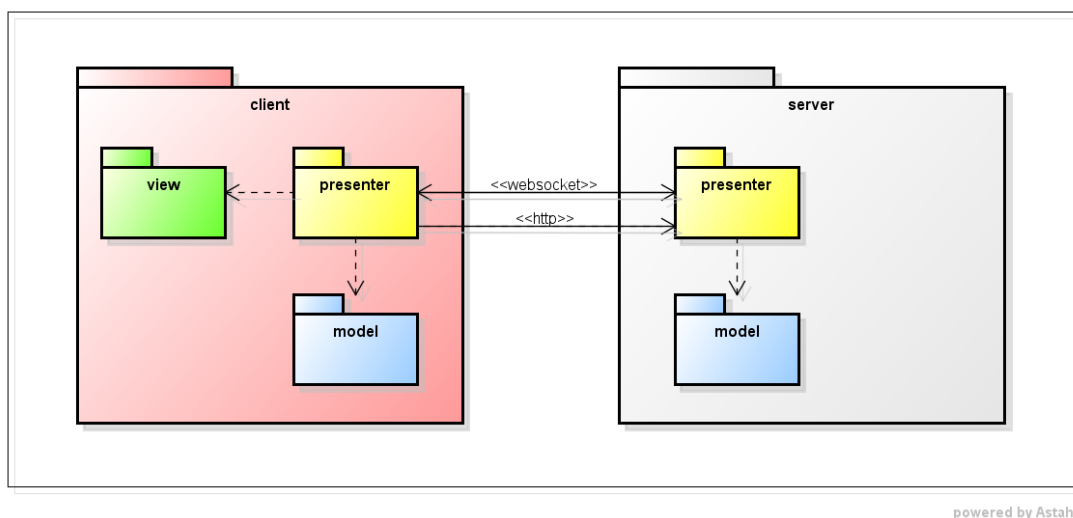 client
server
view
presenter
<<websocket>>
presenter
<<http>>
model
model
powered by Astah